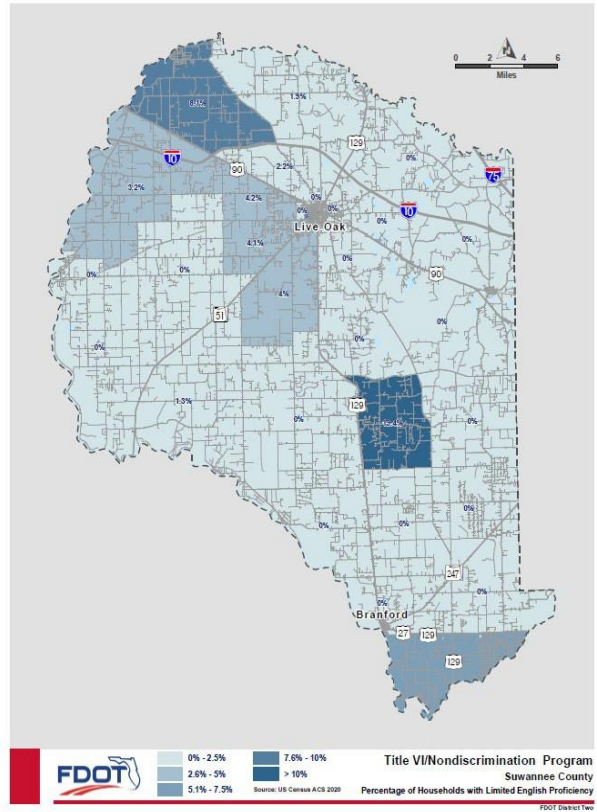 0 2 4 6
Miles
1.3%
129
0%
10
90
2.2%
75
3.2%
4.2%
0%
0%
0%
10
0%
Live Oak
4.1%
0%
0%
0%
0%
90
4%
51
0%
0%
0%
129
1.3%
0%
0%
0%
0%
247
0%
0%
Branford
27
129
129
FDOT
0% - 2.5%
2.6% - 5%
5.1% - 7.5%
7.6% - 10%
> 10%
Source: US Census ACS 2020
Title VI/Nondiscrimination Program
Suwannee County
Percentage of Households with Limited English Proficiency
FDOT District Two